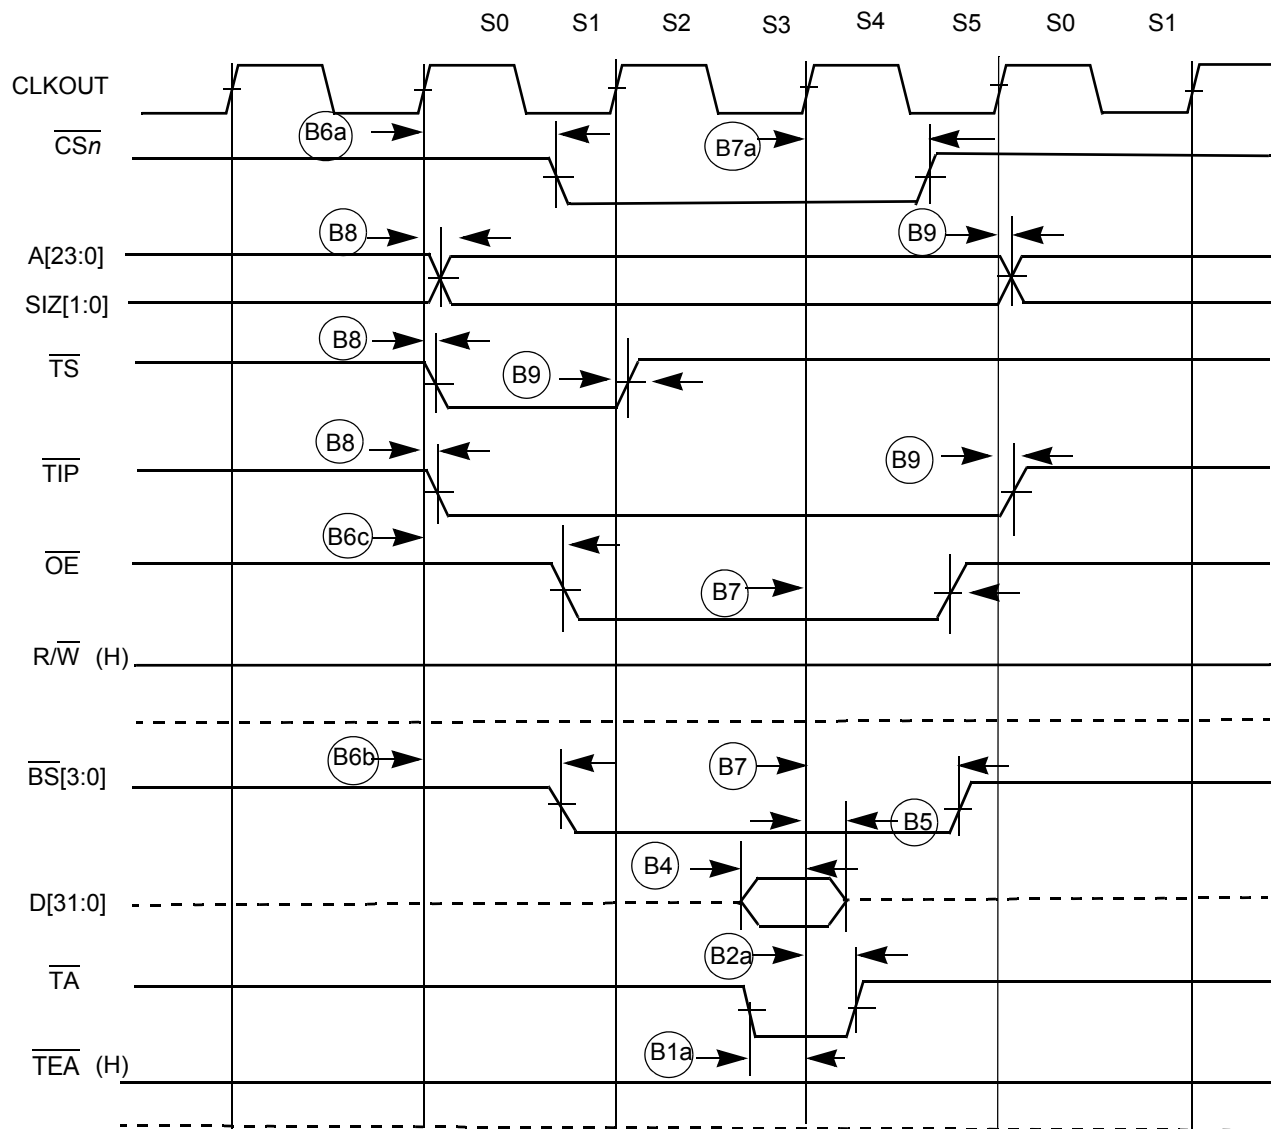 S0 S1 S2 S3 S4 S5 S0 S1
CLKOUT
B6a B7a
CSn
B8 B9
A[23:0]
SIZ[1:0]
B8
TS
B9
B8 B9
TIP
B6c
OE
B7
R/W (H)
B6b B7
BS[3:0]
B5
B4
D[31:0]
B2a
TA
B1a
TEA (H)